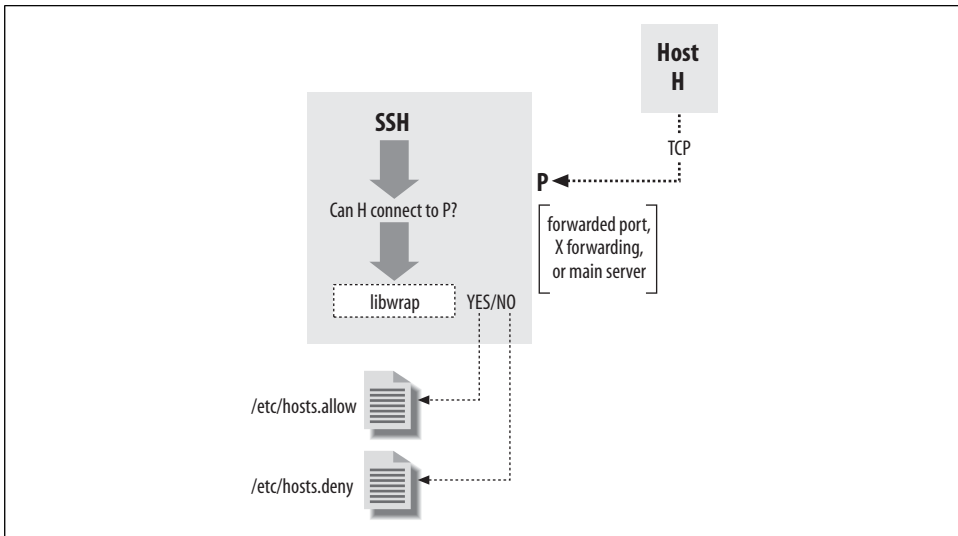 Host
H
SSH
TCP
P
Can H connect to P?
forwarded port,
X forwarding,
or main server
libwrap
YES/NO
/etc/hosts.allow
/etc/hosts.deny